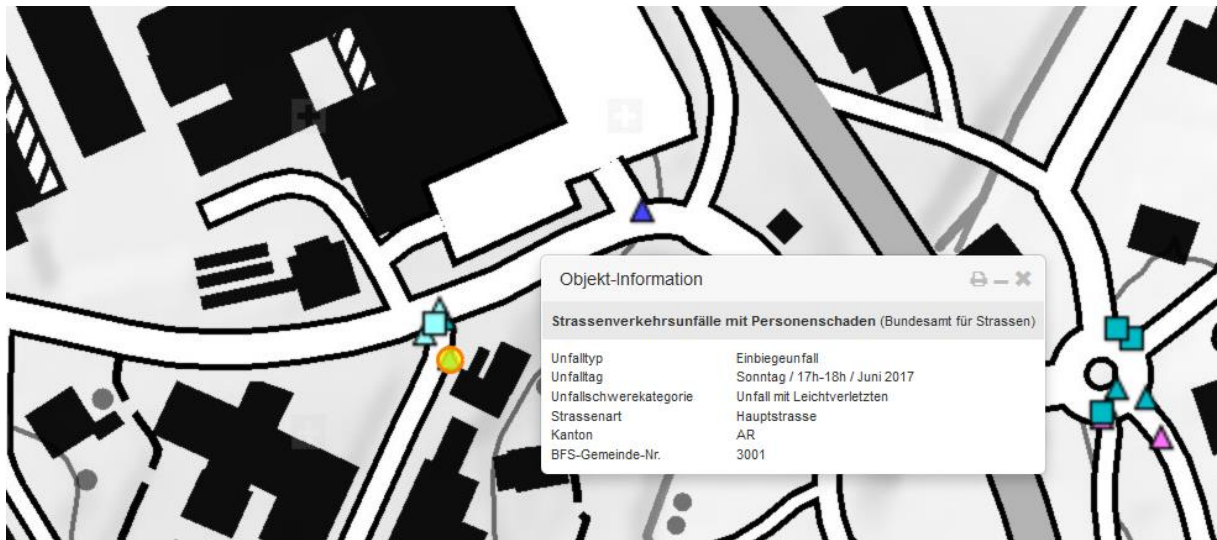 Objekt-Information
Strassenverkehrsunfälle mit Personenschaden (Bundesamt für Strassen)
Unfalltyp Einbiegeunfall
Unfalltag Sonntag / 17h-18h / Juni 2017
Unfallschwerekategorie Unfall mit Leichtverletzten
Strassenart Hauptstrasse
Kanton AR
BFS-Gemeinde-Nr. 3001